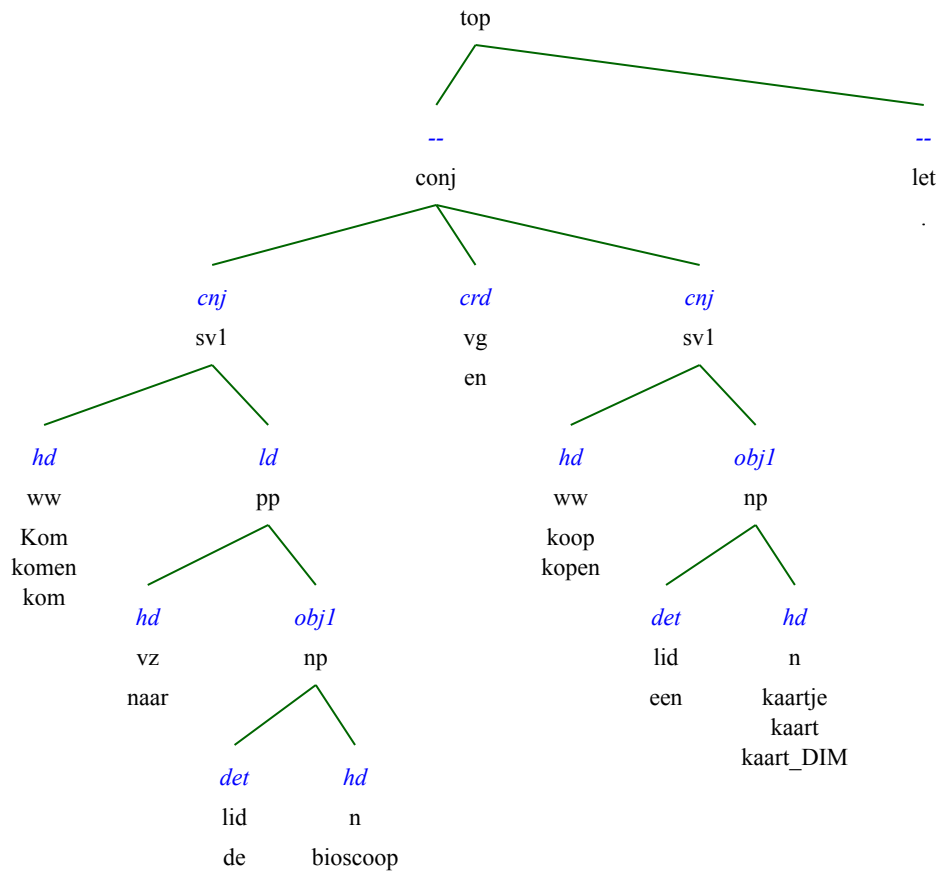 top
-- --
conj let
.
cnj crd cnj
sv1 vg sv1
en
hd ld hd obj1
ww pp ww np
Kom koop
komen kopen
kom
hd obj1 det hd
vz np lid n
naar een kaartje
kaart
kaart_DIM
det hd
lid n
de bioscoop